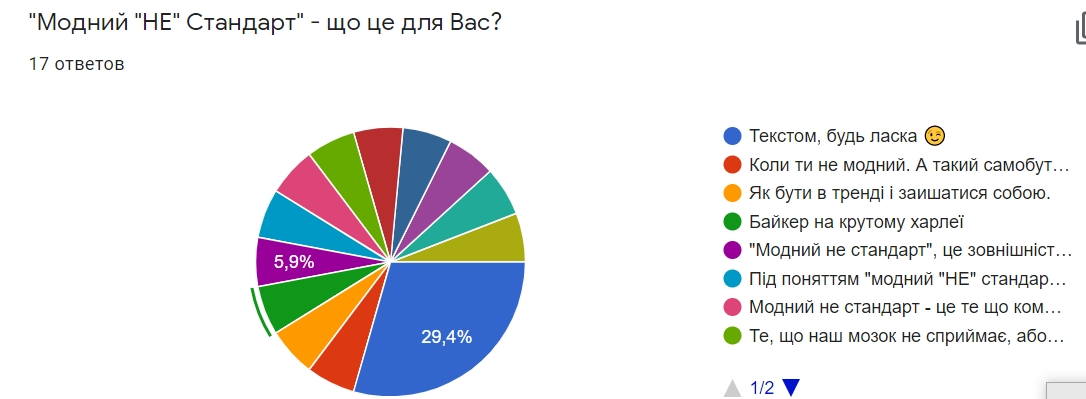 "Модний "НЕ" Стандарт" - що це для Вас?
17 ответов
5,9%
29,4%
Текстом, будь ласка 😉
Коли ти не модний. А такий самобут…
Як бути в тренді і заишатися собою.
Байкер на крутому харлеї
"Модний не стандарт", це зовнішніст…
Під поняттям "модний "НЕ" стандар…
Модний не стандарт - це те що ком…
Те, що наш мозок не сприймає, або…
1/2